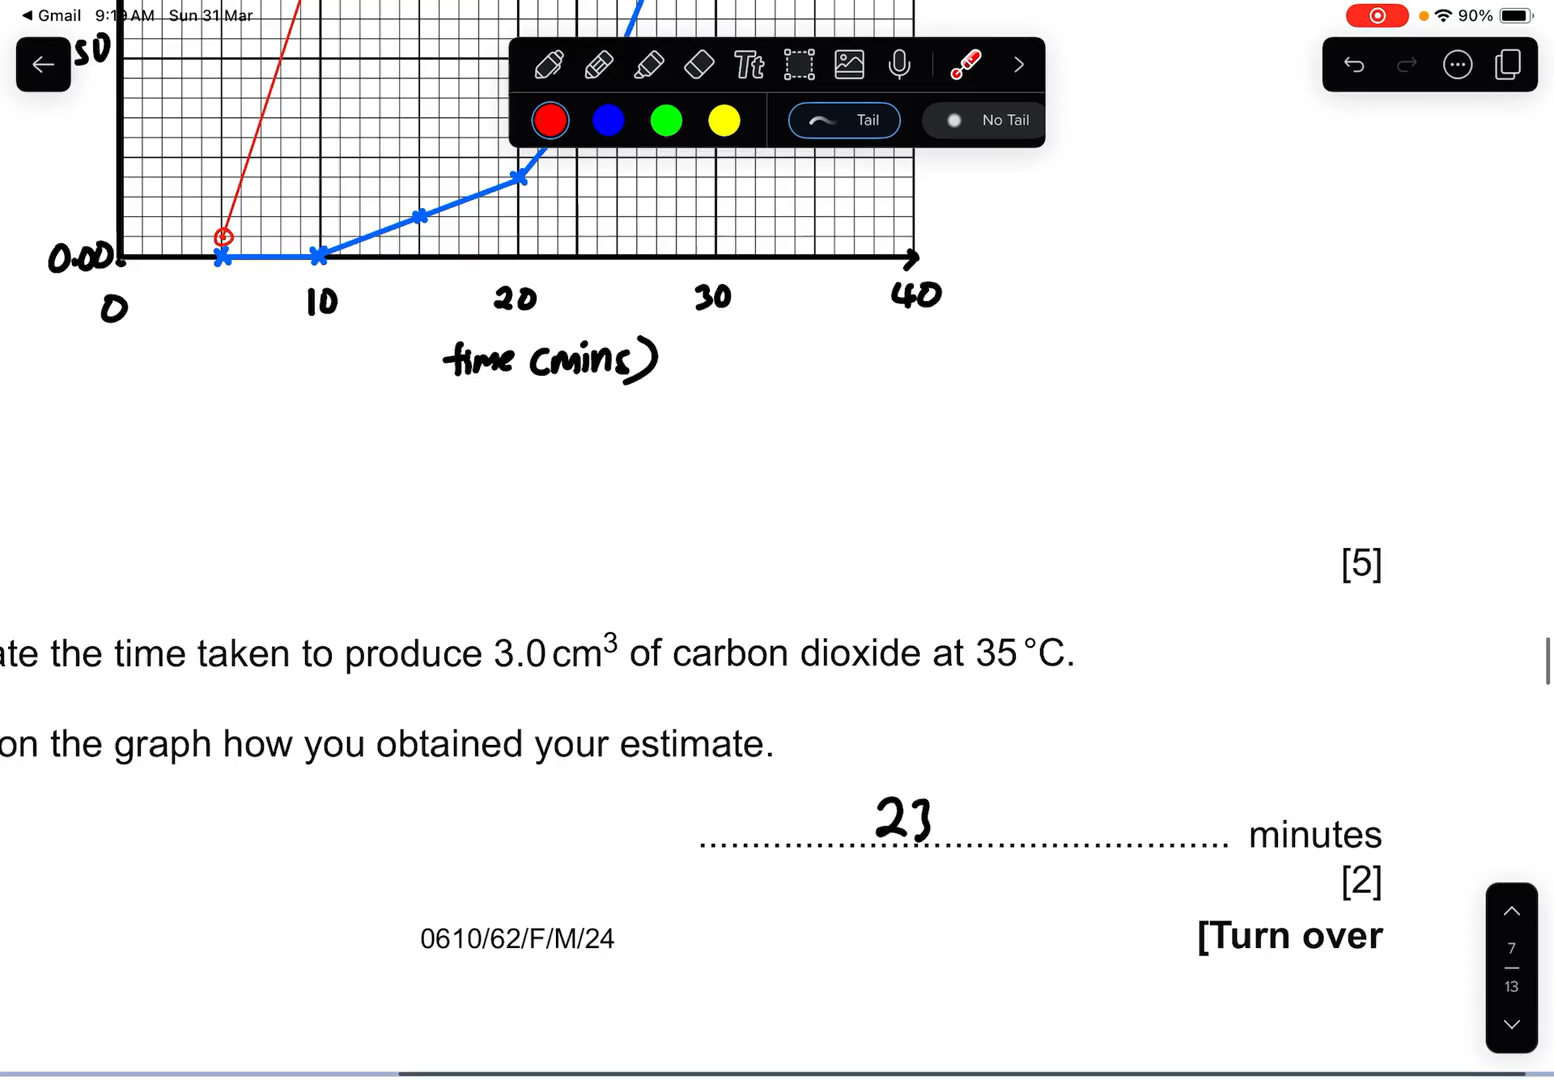 Gmail 9:19 AM Sun 31 Mar
90%
50
Tt
Tail
No Tail
0.00
0 10 20 30 40
time (mins)
[5]
ate the time taken to produce 3.0 cm³ of carbon dioxide at 35 °C.
on the graph how you obtained your estimate.
23 minutes
[2]
0610/62/F/M/24
[Turn over
7
13